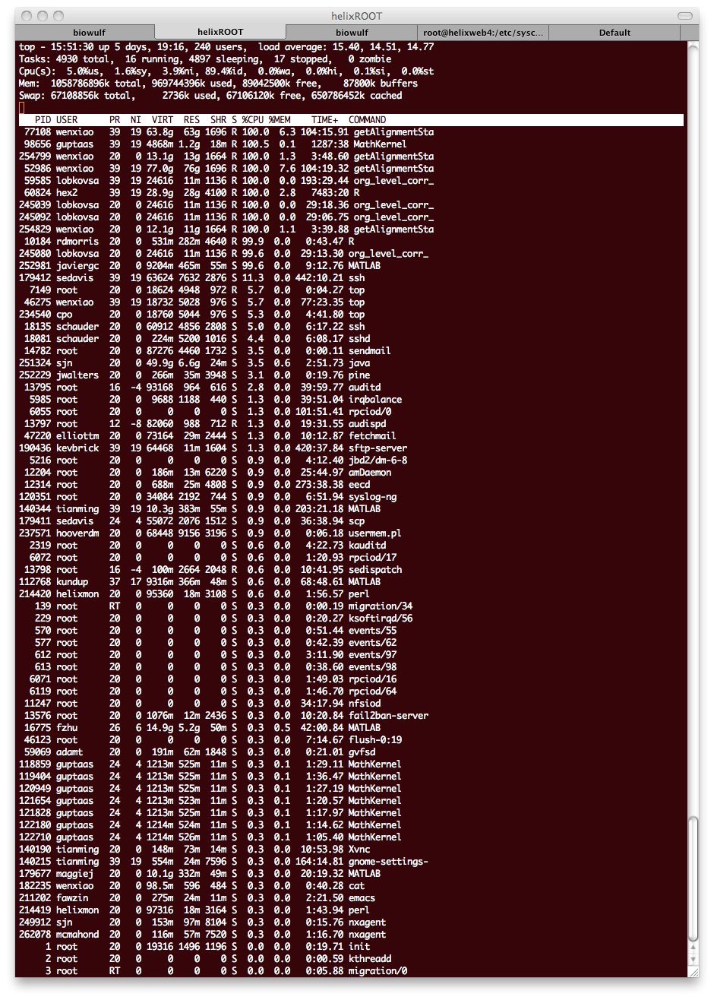 helixROOT
biowulf helixROOT biowulf root@helixweb4:/etc/sysc... Default
top - 15:51:30 up 5 days, 19:16, 240 users,  load average: 15.40, 14.51, 14.77
Tasks: 4930 total,  16 running, 4897 sleeping,  17 stopped,   0 zombie
Cpu(s):  5.0%us,  1.6%sy,  3.9%ni, 89.4%id,  0.0%wa,  0.0%hi,  0.1%si,  0.0%st
Mem:  1058786896k total, 969744396k used, 89042500k free,    87800k buffers
Swap: 67108856k total,     2736k used, 67106120k free, 650786452k cached
PID USER PR NI VIRT RES SHR S %CPU %MEM TIME+ COMMAND
77108 wenxiao 39 19 63.8g 63g 1696 R 100.0 6.3 104:15.91 getAlignmentSta
98656 guptaas 39 19 4868m 1.2g 18m R 100.5 0.1 1287:38 MathKernel
254799 wenxiao 20 0 13.1g 13g 1664 R 100.0 1.3 3:48.60 getAlignmentSta
52986 wenxiao 39 19 77.0g 76g 1696 R 100.0 7.6 104:19.32 getAlignmentSta
59585 lobkovsa 39 19 24616 11m 1136 R 100.0 0.0 193:29.44 org_level_corr_
60824 hex2 39 19 28.9g 28g 4100 R 100.0 2.8 7483:20 R
245039 lobkovsa 20 0 24616 11m 1136 R 100.0 0.0 29:18.36 org_level_corr_
245092 lobkovsa 20 0 24616 11m 1136 R 100.0 0.0 29:06.75 org_level_corr_
254829 wenxiao 20 0 12.1g 11g 1664 R 100.0 1.1 3:39.88 getAlignmentSta
10184 rdmorris 20 0 531m 282m 4640 R 99.9 0.0 0:43.47 R
245080 lobkovsa 20 0 24616 11m 1136 R 99.6 0.0 29:13.30 org_level_corr_
252981 javiergc 20 0 9204m 465m 55m S 99.6 0.0 9:12.76 MATLAB
179412 sedavis 39 19 63624 7632 2876 S 11.3 0.0 442:10.21 ssh
7149 root 20 0 18624 4948 972 R 5.7 0.0 0:04.27 top
46275 wenxiao 39 19 18732 5028 976 S 5.7 0.0 77:23.35 top
234540 cpo 20 0 18760 5044 976 S 5.3 0.0 4:41.80 top
18135 schauder 20 0 60912 4856 2808 S 5.0 0.0 6:17.22 ssh
18081 schauder 20 0 224m 5200 1016 S 4.4 0.0 6:08.17 sshd
14782 root 20 0 87276 4460 1732 S 3.5 0.0 0:00.11 sendmail
251324 sjn 20 0 49.9g 6.6g 24m S 3.5 0.6 2:51.73 java
252229 jwalters 20 0 266m 35m 3948 S 3.1 0.0 0:19.76 pine
13795 root 16 -4 93168 964 616 S 2.8 0.0 39:59.77 auditd
5985 root 20 0 9688 1188 440 S 1.3 0.0 39:51.04 irqbalance
6055 root 20 0 0 0 0 S 1.3 0.0 101:51.41 rpciod/0
13797 root 12 -8 82060 988 712 R 1.3 0.0 19:31.55 audispd
47220 elliottm 20 0 73164 29m 2444 S 1.3 0.0 10:12.87 fetchmail
190436 kevbrick 39 19 64468 11m 1604 S 1.3 0.0 420:37.84 sftp-server
5216 root 20 0 0 0 0 S 0.9 0.0 4:12.40 jbd2/dm-6-8
12204 root 20 0 186m 13m 6220 S 0.9 0.0 25:44.97 amDaemon
12314 root 20 0 688m 25m 4808 S 0.9 0.0 273:38.38 eecd
120351 root 20 0 34084 2192 744 S 0.9 0.0 6:51.94 syslog-ng
140344 tianming 39 19 10.3g 383m 55m S 0.9 0.0 203:21.18 MATLAB
179411 sedavis 24 4 55072 2076 1512 S 0.9 0.0 36:38.94 scp
237571 hooverdm 20 0 68448 9156 3196 S 0.9 0.0 0:06.18 usermem.pl
2319 root 20 0 0 0 0 S 0.6 0.0 4:22.73 kauditd
6072 root 20 0 0 0 0 S 0.6 0.0 1:20.93 rpciod/17
13798 root 16 -4 100m 2664 2048 R 0.6 0.0 10:41.95 sedispatch
112768 kundup 37 17 9316m 366m 48m S 0.6 0.0 68:48.61 MATLAB
214420 helixmon 20 0 95360 18m 3108 S 0.6 0.0 1:56.57 perl
139 root RT 0 0 0 0 S 0.3 0.0 0:00.19 migration/34
229 root 20 0 0 0 0 S 0.3 0.0 0:20.27 ksoftirqd/56
570 root 20 0 0 0 0 S 0.3 0.0 0:51.44 events/55
577 root 20 0 0 0 0 S 0.3 0.0 0:42.39 events/62
612 root 20 0 0 0 0 S 0.3 0.0 3:11.90 events/97
613 root 20 0 0 0 0 S 0.3 0.0 0:38.60 events/98
6071 root 20 0 0 0 0 S 0.3 0.0 1:49.03 rpciod/16
6119 root 20 0 0 0 0 S 0.3 0.0 1:46.70 rpciod/64
11247 root 20 0 0 0 0 S 0.3 0.0 34:17.94 nfsiod
13576 root 20 0 1076m 12m 2436 S 0.3 0.0 10:20.84 fail2ban-server
16775 fzhu 26 6 14.9g 5.2g 50m S 0.3 0.5 42:00.84 MATLAB
46123 root 20 0 0 0 0 S 0.3 0.0 7:14.67 flush-0:19
59069 adamt 20 0 191m 62m 1848 S 0.3 0.0 0:21.01 gvfsd
118859 guptaas 24 4 1213m 525m 11m S 0.3 0.1 1:29.11 MathKernel
119404 guptaas 24 4 1213m 525m 11m S 0.3 0.1 1:36.47 MathKernel
120949 guptaas 24 4 1213m 525m 11m S 0.3 0.1 1:27.19 MathKernel
121654 guptaas 24 4 1213m 523m 11m S 0.3 0.1 1:20.57 MathKernel
121828 guptaas 24 4 1213m 525m 11m S 0.3 0.1 1:17.97 MathKernel
122180 guptaas 24 4 1214m 524m 11m S 0.3 0.1 1:14.62 MathKernel
122710 guptaas 24 4 1214m 526m 11m S 0.3 0.1 1:05.40 MathKernel
140190 tianming 20 0 148m 73m 14m S 0.3 0.0 10:53.98 Xvnc
140215 tianming 39 19 554m 24m 7596 S 0.3 0.0 164:14.81 gnome-settings-
179677 maggiej 20 0 10.1g 332m 49m S 0.3 0.0 20:19.32 MATLAB
182235 wenxiao 20 0 98.5m 596 484 S 0.3 0.0 0:40.28 cat
211202 fawzin 20 0 275m 24m 11m S 0.3 0.0 2:21.50 emacs
214419 helixmon 20 0 97316 18m 3164 S 0.3 0.0 1:43.94 perl
249912 sjn 20 0 153m 97m 8104 S 0.3 0.0 0:15.76 nxagent
262078 mcmahond 20 0 116m 57m 7520 S 0.3 0.0 1:16.70 nxagent
1 root 20 0 19316 1496 1196 S 0.0 0.0 0:19.71 init
2 root 20 0 0 0 0 S 0.0 0.0 0:00.59 kthreadd
3 root RT 0 0 0 0 S 0.0 0.0 0:05.88 migration/0